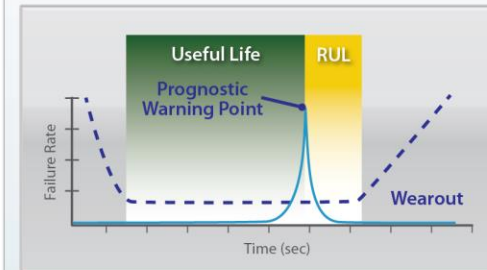 Useful Life
RUL
Prognostic
Warning Point
Failure Rate
Wearout
Time (sec)